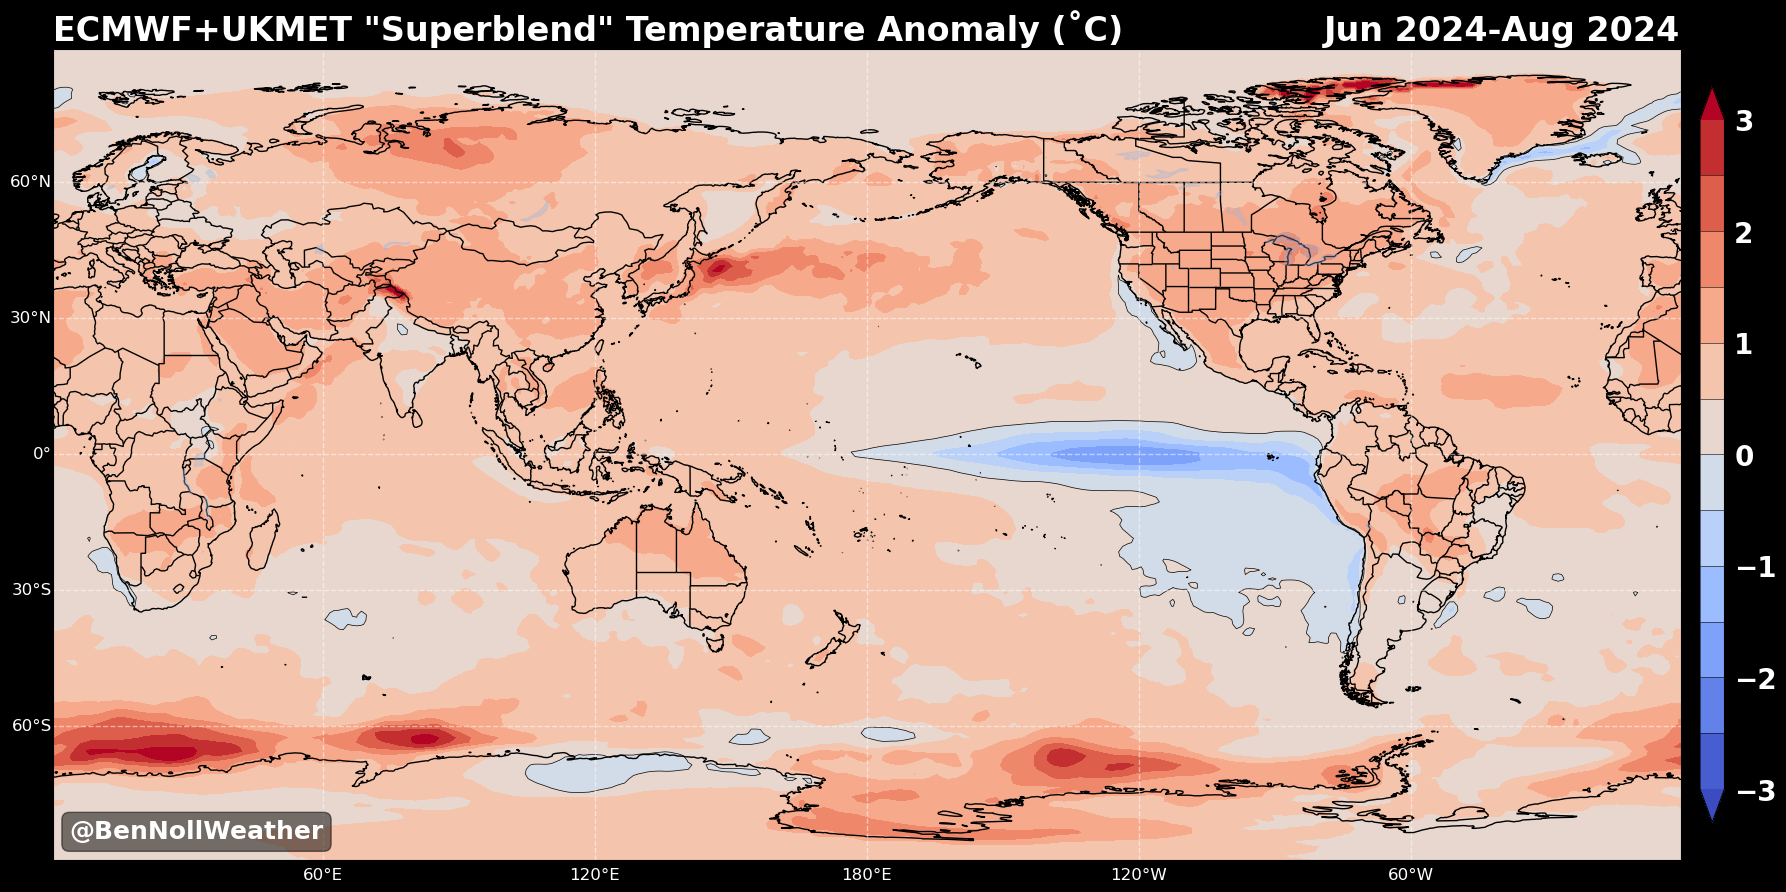 ECMWF+UKMET "Superblend" Temperature Anomaly (˚C)
Jun 2024-Aug 2024
3
2
1
0
−1
−2
−3
60°N
30°N
0°
30°S
60°S
@BenNollWeather
60°E
120°E
180°E
120°W
60°W